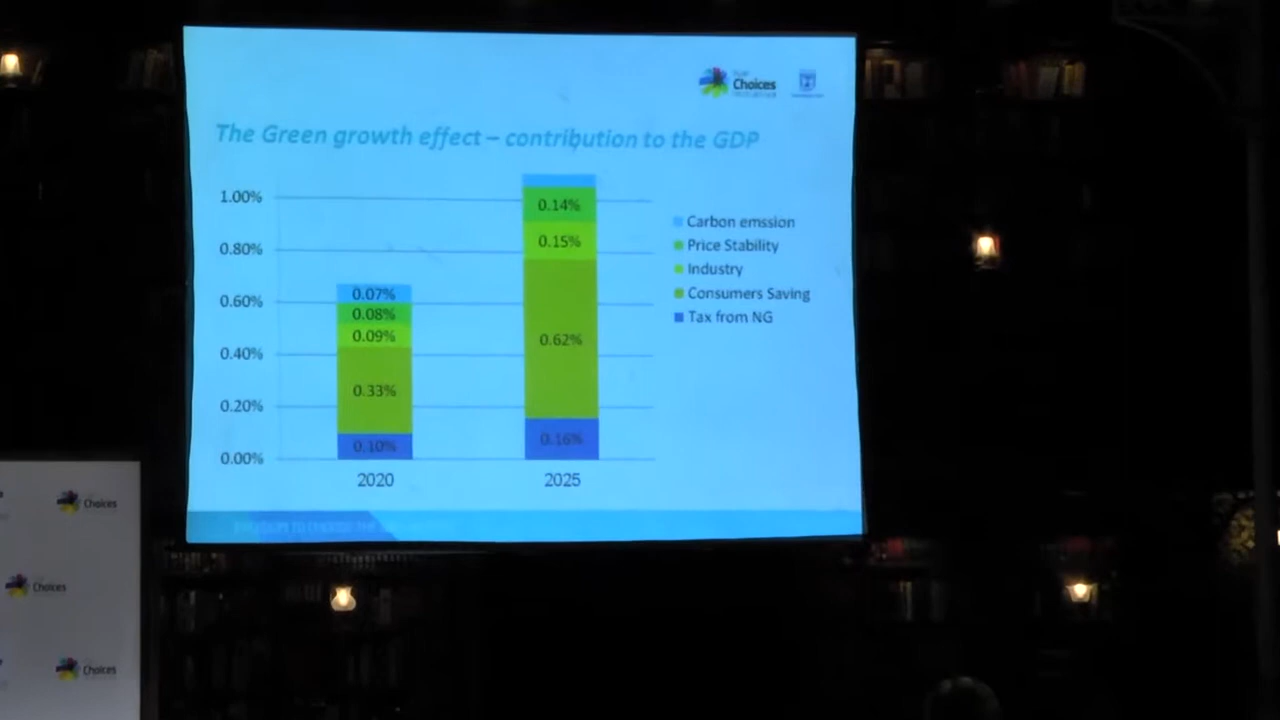 Choices
The Green growth effect – contribution to the GDP
1.00%
0.80%
0.60%
0.40%
0.20%
0.00%
0.07%
0.08%
0.09%
0.33%
0.10%
2020
0.14%
0.15%
0.62%
0.16%
2025
Carbon emssion
Price Stability
Industry
Consumers Saving
Tax from NG
Choices
Choices
Choices